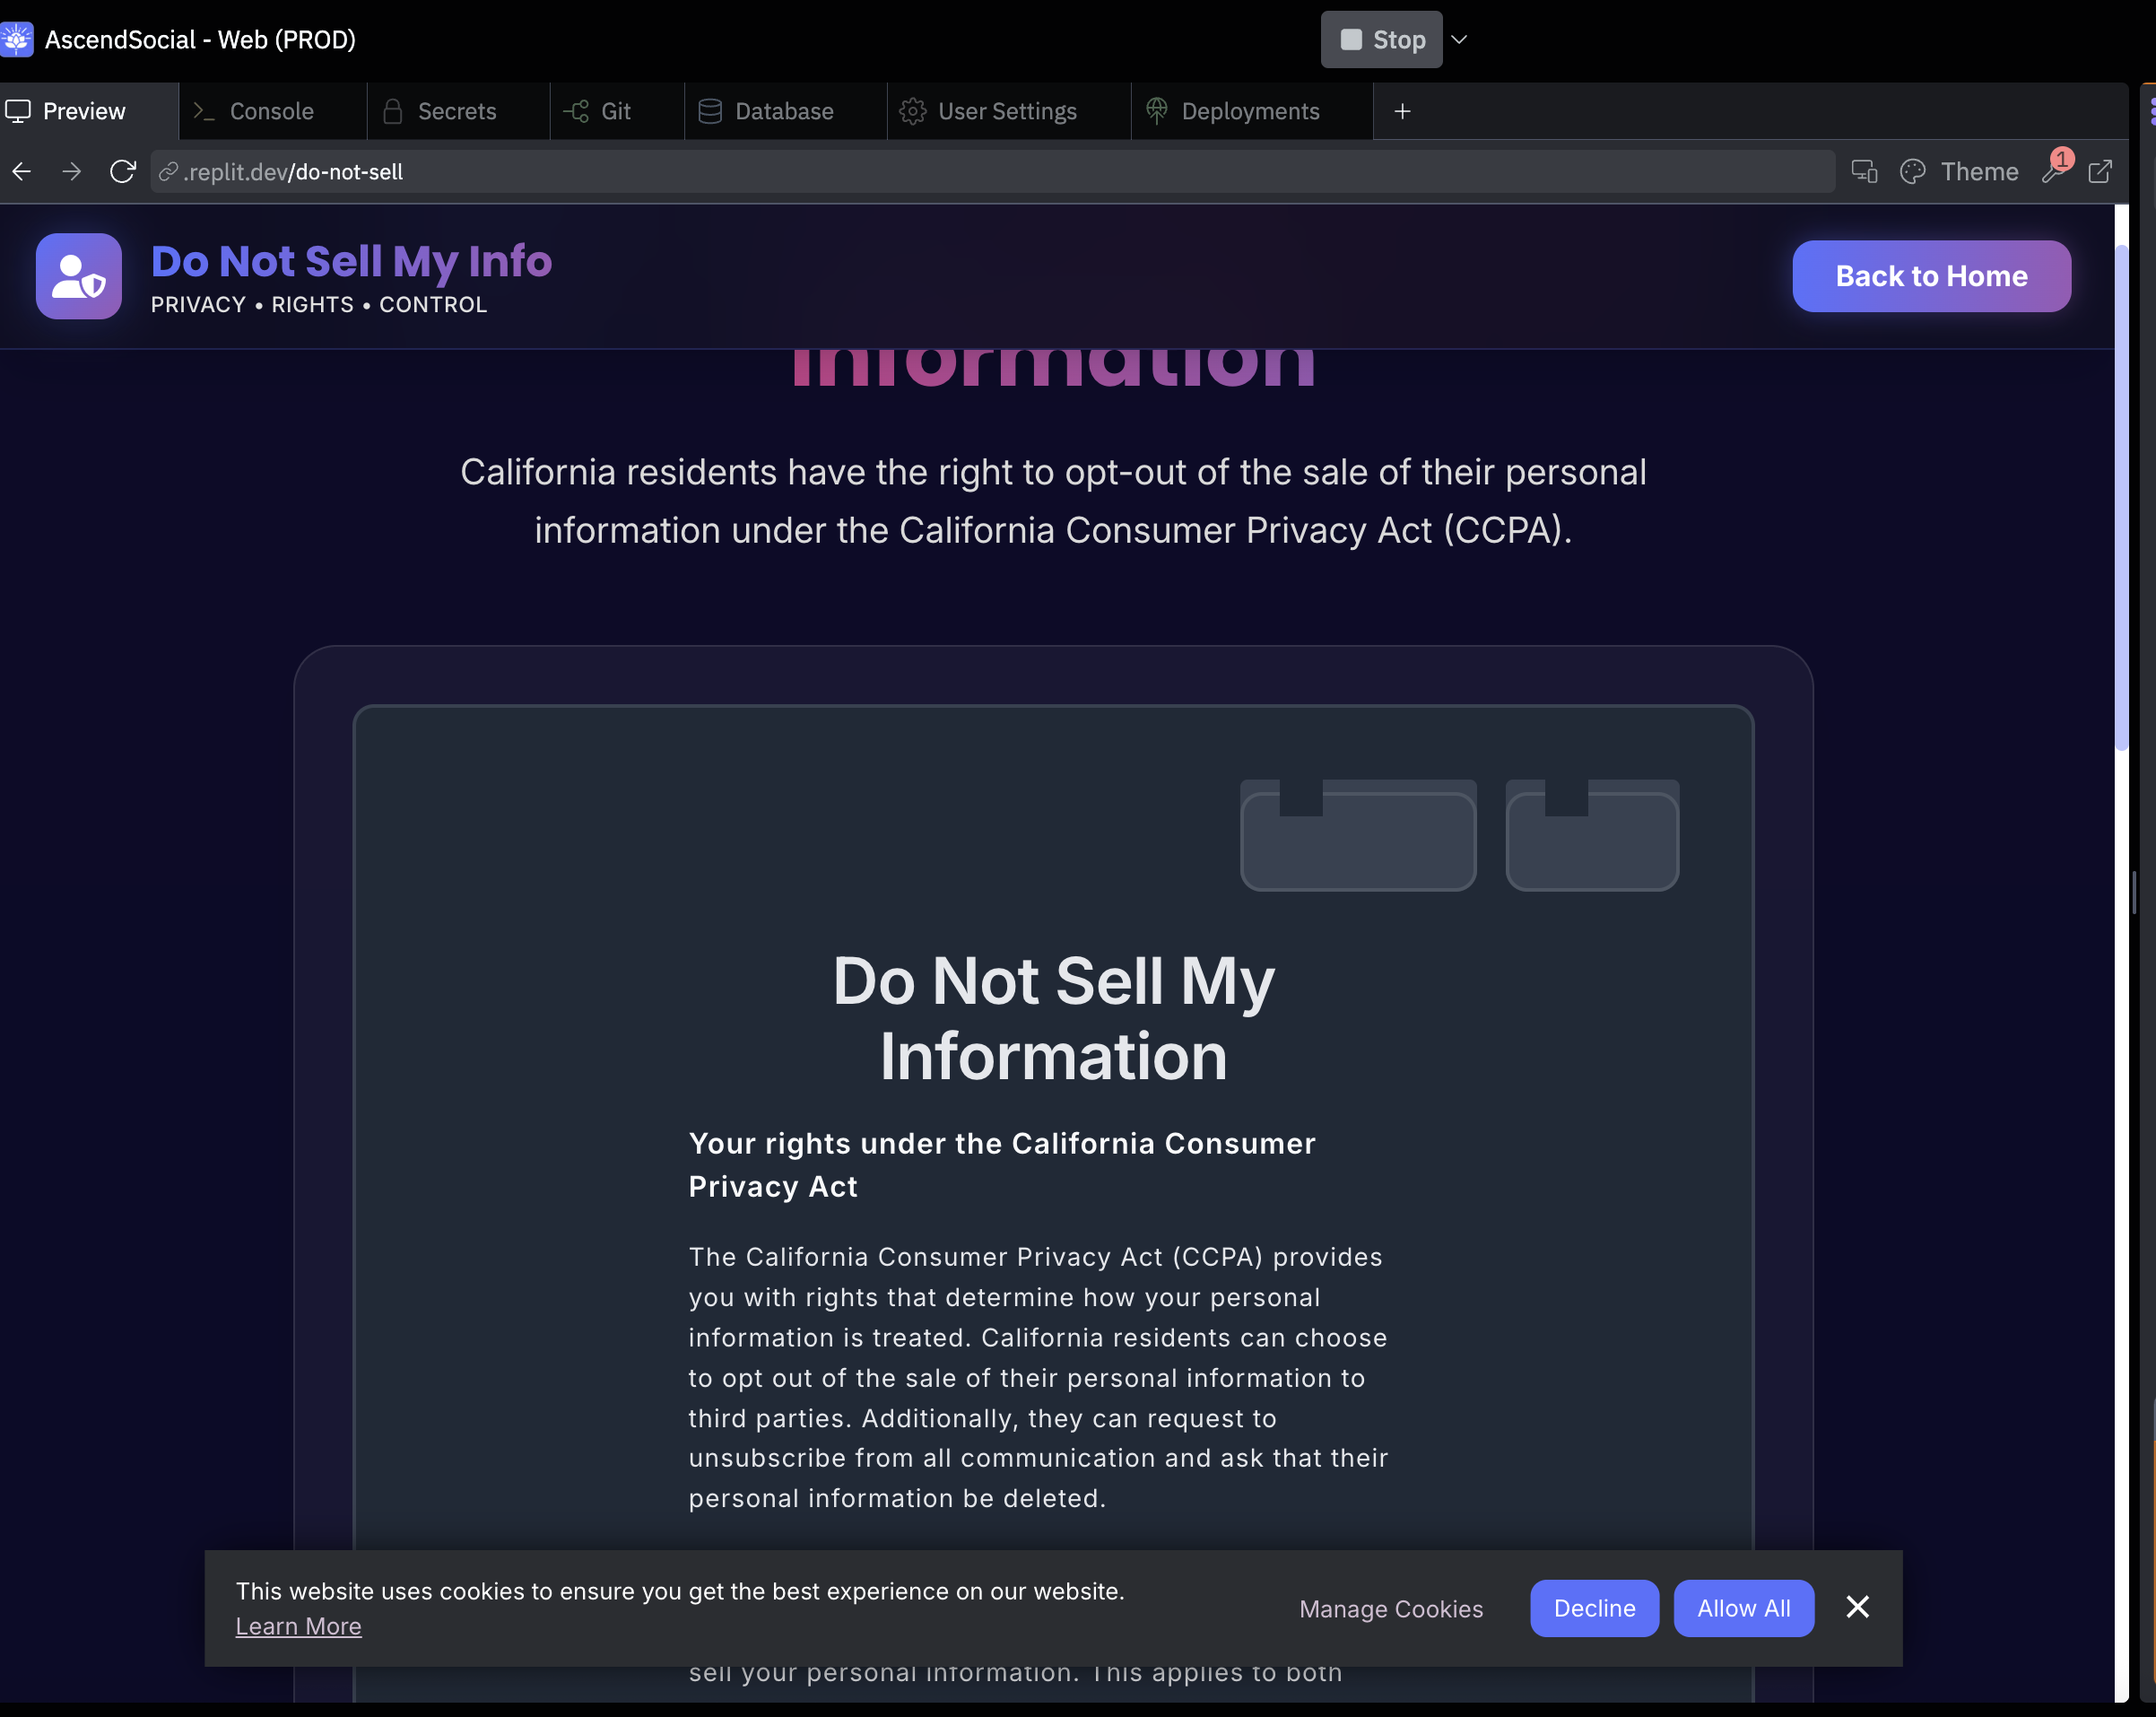 AscendSocial - Web (PROD)
Stop
Preview
Console
Secrets
Git
Database
User Settings
Deployments
.replit.dev/do-not-sell
Theme
1
Do Not Sell My Info
PRIVACY • RIGHTS • CONTROL
Back to Home
Information
California residents have the right to opt-out of the sale of their personal
information under the California Consumer Privacy Act (CCPA).
Do Not Sell My
Information
Your rights under the California Consumer
Privacy Act
The California Consumer Privacy Act (CCPA) provides
you with rights that determine how your personal
information is treated. California residents can choose
to opt out of the sale of their personal information to
third parties. Additionally, they can request to
unsubscribe from all communication and ask that their
personal information be deleted.
This website uses cookies to ensure you get the best experience on our website.
Learn More
Manage Cookies
Decline
Allow All
sell your personal information. This applies to both